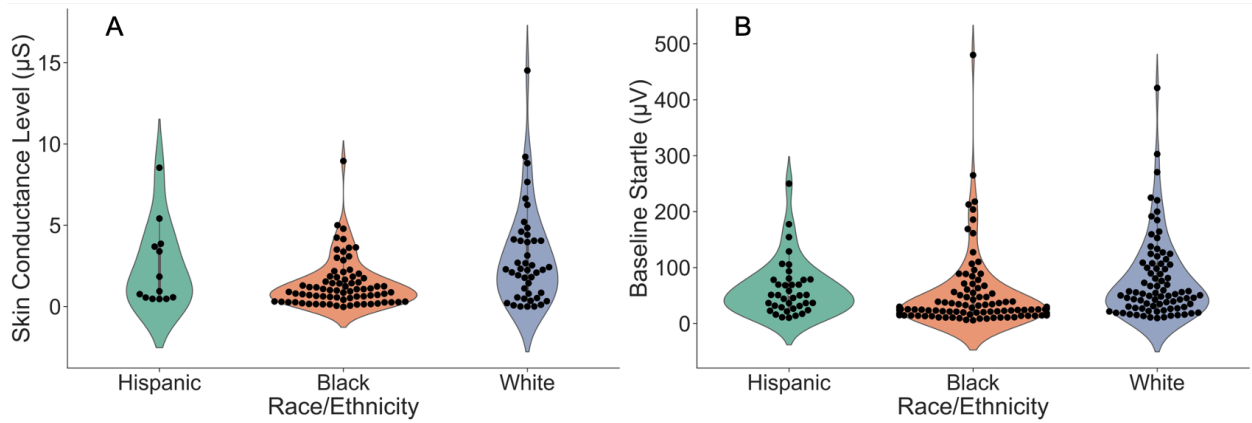 A
Skin Conductance Level (µS)
15
10
5
0
Hispanic Black White
Race/Ethnicity
B
Baseline Startle (µV)
500
400
300
200
100
0
Hispanic Black White
Race/Ethnicity